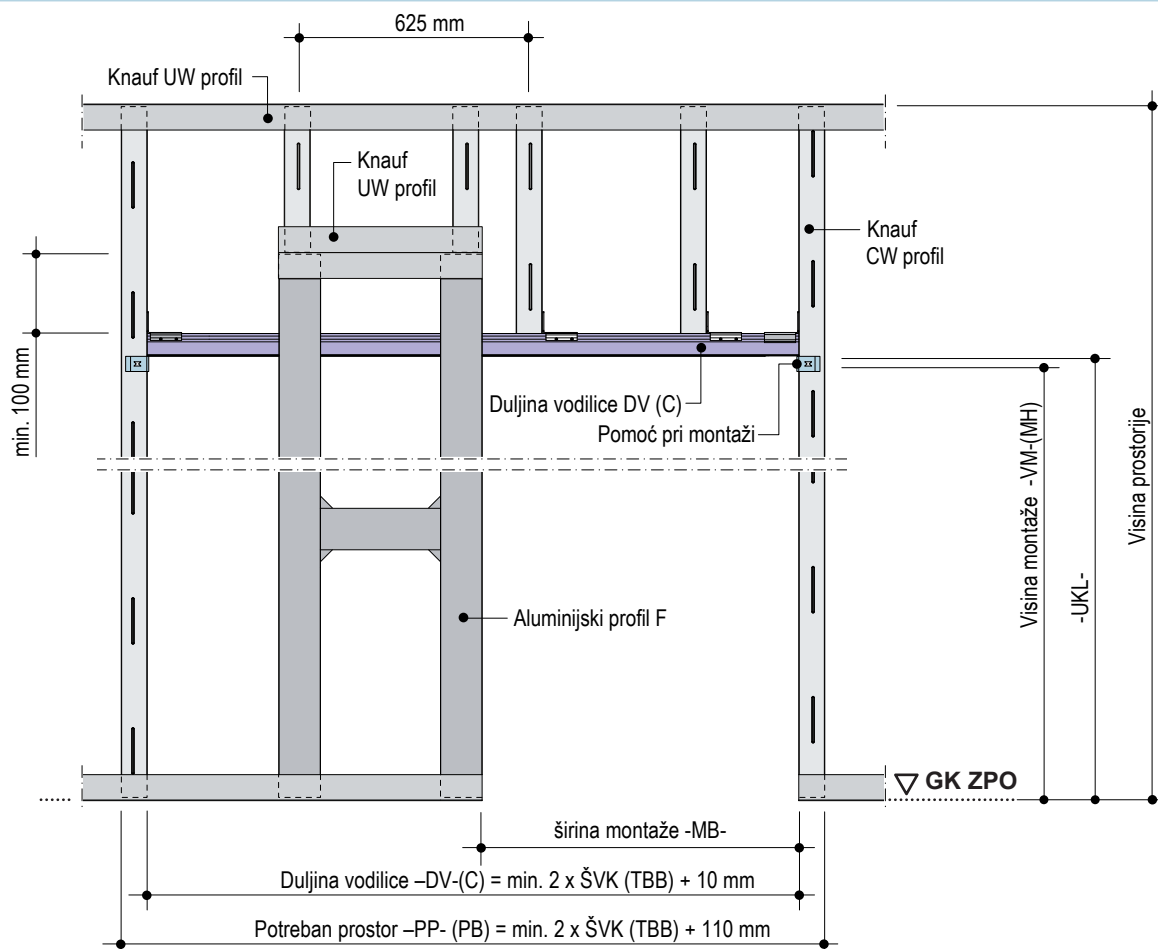 625 mm
Knauf UW profil
Knauf
UW profil
Knauf
CW profil
min. 100 mm
Duljina vodilice DV (C)
Pomoć pri montaži
Visina montaže -VM-(MH)
-UKL-
Visina prostorije
Aluminijski profil F
GK ZPO
širina montaže -MB-
Duljina vodilice –DV-(C) = min. 2 x ŠVK (TBB) + 10 mm
Potreban prostor –PP- (PB) = min. 2 x ŠVK (TBB) + 110 mm